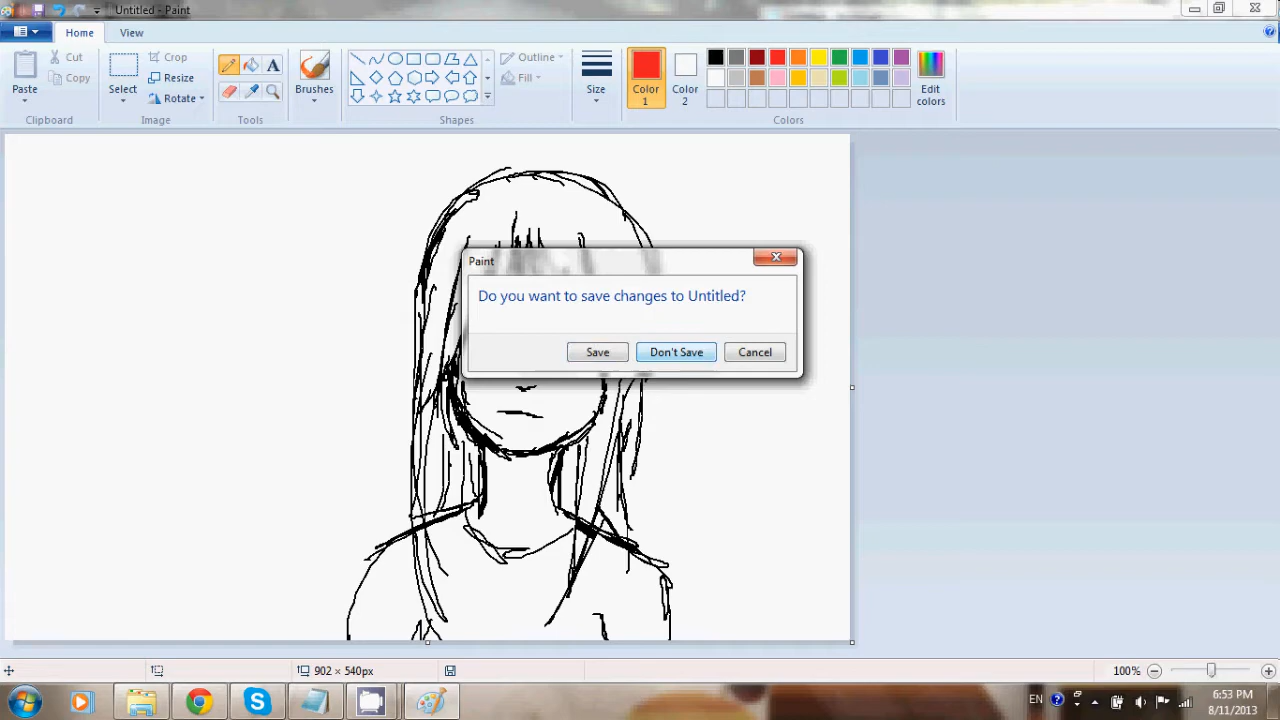 Untitled - Paint
Home
View
Paste
Cut
Copy
Clipboard
Select
Crop
Resize
Rotate
Image
Tools
Brushes
Outline
Fill
Shapes
Size
Color 1
Color 2
Edit colors
Colors
Paint
Do you want to save changes to Untitled?
Save
Don't Save
Cancel
902 × 540px
100%
EN
6:53 PM
8/11/2013